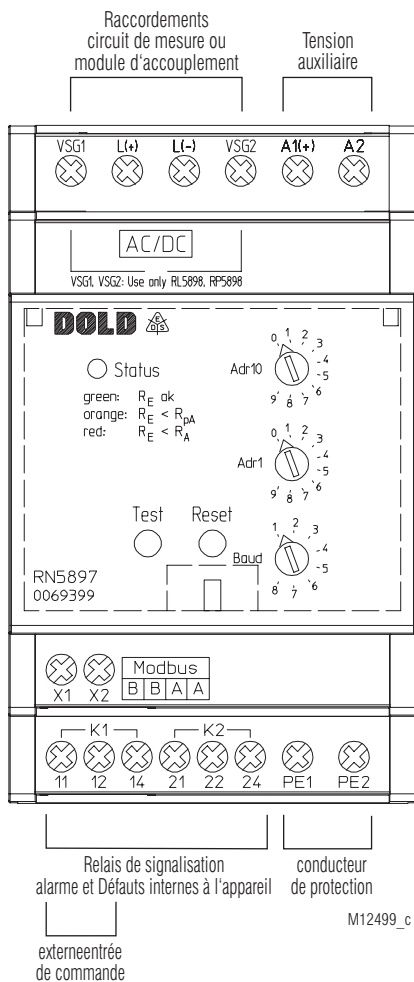 Raccordements
circuit de mesure ou
module d'accouplement
Tension
auxiliaire
VSG1 L(+) L(-) VSG2 A1(+) A2
AC/DC
VSG1, VSG2: Use only RL5898, RP5898
DOLD E D S
Status
green: RE ok
orange: RE < RpA
red: RE < RA
Adr10
0 1 2 3 4 5 6 7 8 9
Adr1
0 1 2 3 4 5 6 7 8 9
Test Reset
Baud
1 2 3 4 5 6 7 8
RN5897
0069399
X1 X2
Modbus
B B A A
K1 K2
11 12 14 21 22 24 PE1 PE2
Relais de signalisation
alarme et Défauts internes à l'appareil
conducteur
de protection
M12499_c
externeentrée
de commande